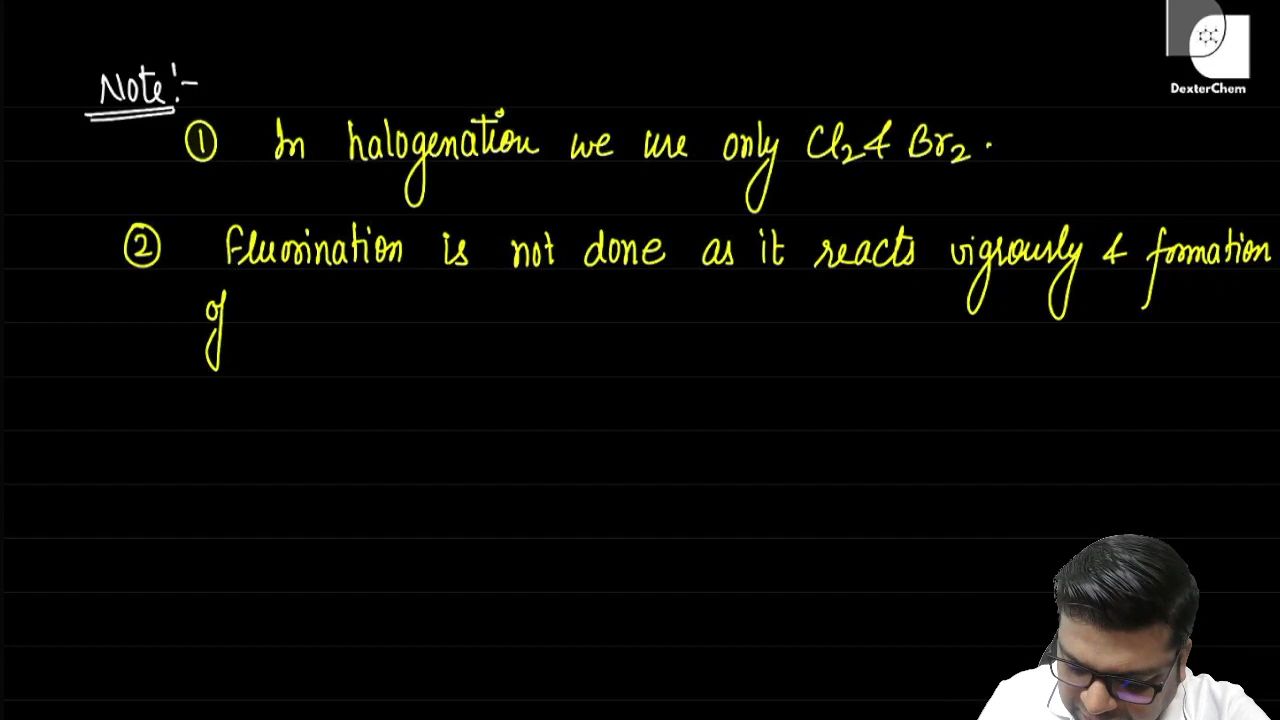 DexterChem
Note:-
① In halogenation we use only Cl2 & Br2.
② Fluorination is not done as it reacts vigrously & formation
of